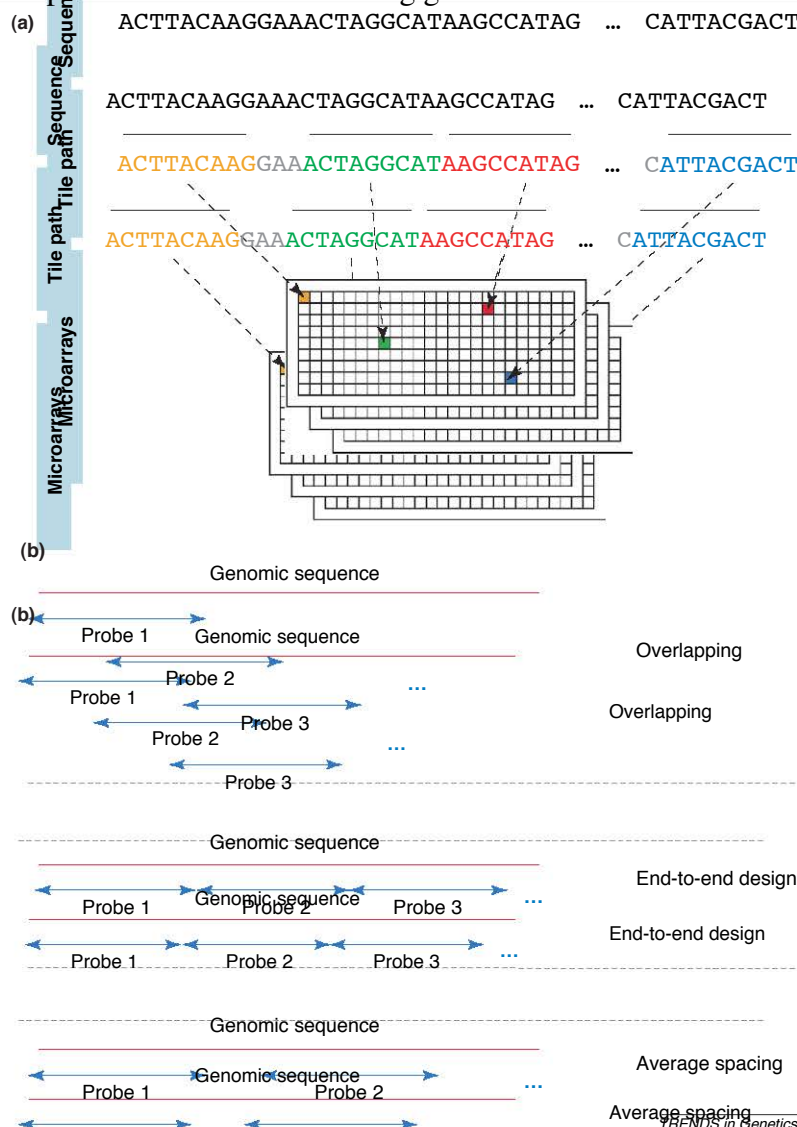 (a)
ACTTACAAGGAAACTAGGCATAAGCCATAG ... CATTACGACT
Sequence
ACTTACAAGGAAACTAGGCATAAGCCATAG ... CATTACGACT
Sequence
ACTTACAAGGAAACTAGGCATAAGCCATAG ... CATTACGACT
Tile path
ACTTACAAGGAAACTAGGCATAAGCCATAG ... CATTACGACT
Tile path
Microarrays
Microarrays
(b)
Genomic sequence
(b)
Probe 1
Genomic sequence
Overlapping
Probe 2
...
Probe 1
Overlapping
Probe 3
Probe 2
...
Probe 3
Genomic sequence
End-to-end design
Probe 1 Probe 2 Probe 3 ...
Genomic sequence
End-to-end design
Probe 1 Probe 2 Probe 3 ...
Genomic sequence
Average spacing
Probe 1 Probe 2 ...
Genomic sequence
Average spacing
TRENDS in Genetics